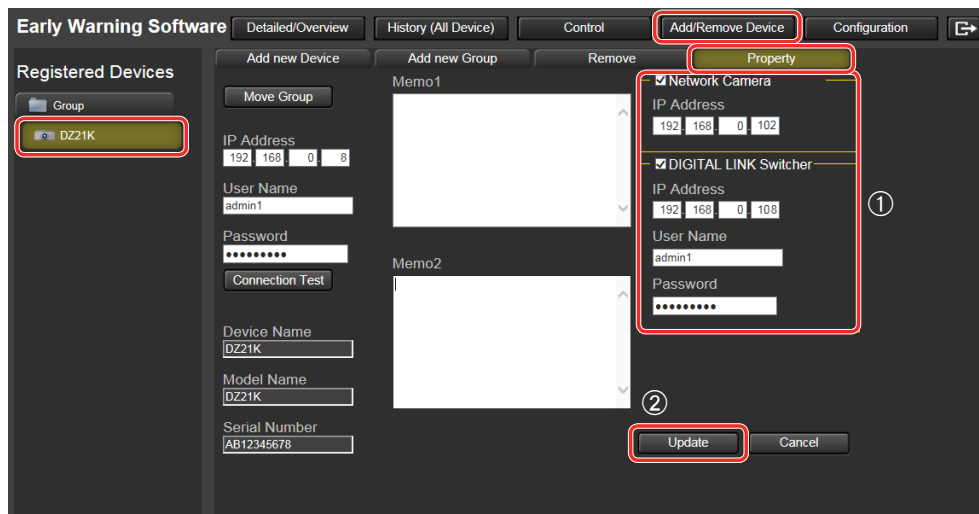 Early Warning Software
Detailed/Overview
History (All Device)
Control
Add/Remove Device
Configuration
Registered Devices
Group
DZ21K
Add new Device
Add new Group
Remove
Property
Move Group
IP Address
192 . 168 . 0 . 8
User Name
admin1
Password
•••••••••
Connection Test
Device Name
DZ21K
Model Name
DZ21K
Serial Number
AB12345678
Memo1
Memo2
Network Camera
IP Address
192 . 168 . 0 . 102
DIGITAL LINK Switcher
IP Address
192 . 168 . 0 . 108
User Name
admin1
Password
•••••••••
①
②
Update
Cancel